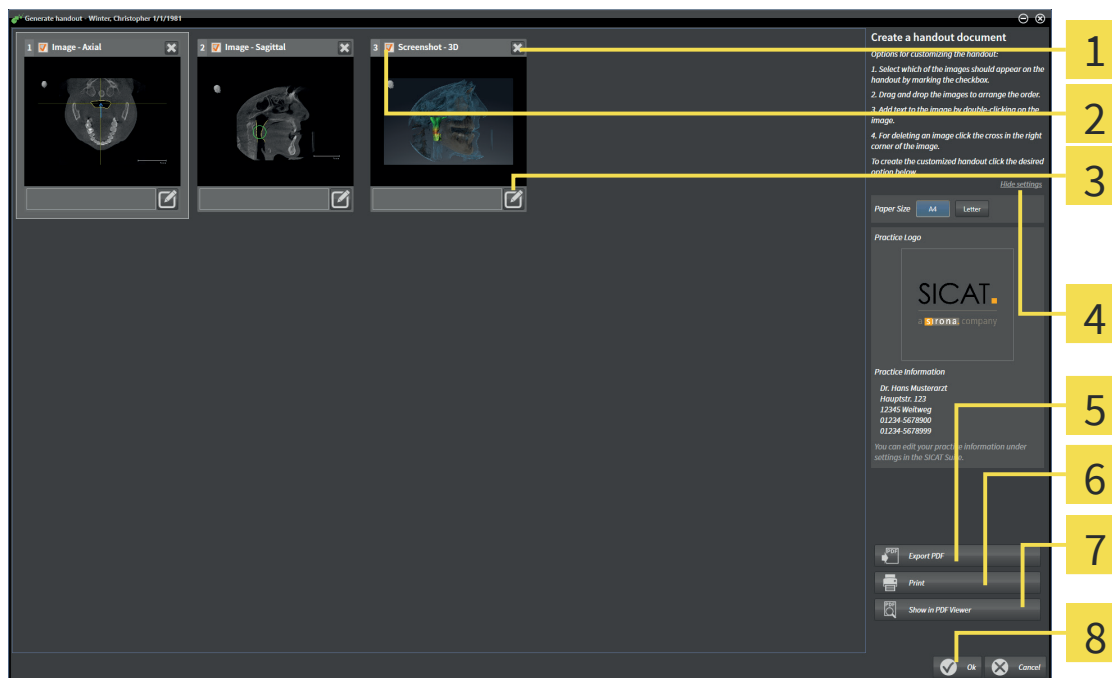 Generate handout - Winter, Christopher 1/1/1981
1 Image - Axial
2 Image - Sagittal
3 Screenshot - 3D
Create a handout document
Options for customizing the handout:
1. Select which of the images should appear on the
handout by marking the checkbox.
2. Drag and drop the images to arrange the order.
3. Add text to the image by double-clicking on the
image.
4. For deleting an image click the cross in the right
corner of the image.
To create the customized handout click the desired
option below.
Hide settings
Paper Size A4 Letter
Practice Logo
SICAT.
a sirona company
Practice Information
Dr. Hans Musterarzt
Hauptstr. 123
12345 Weitweg
01234-5678900
01234-5678999
You can edit your practice information under
settings in the SICAT Suite.
PDF Export PDF
Print
PDF Show in PDF Viewer
Ok Cancel
1
2
3
4
5
6
7
8